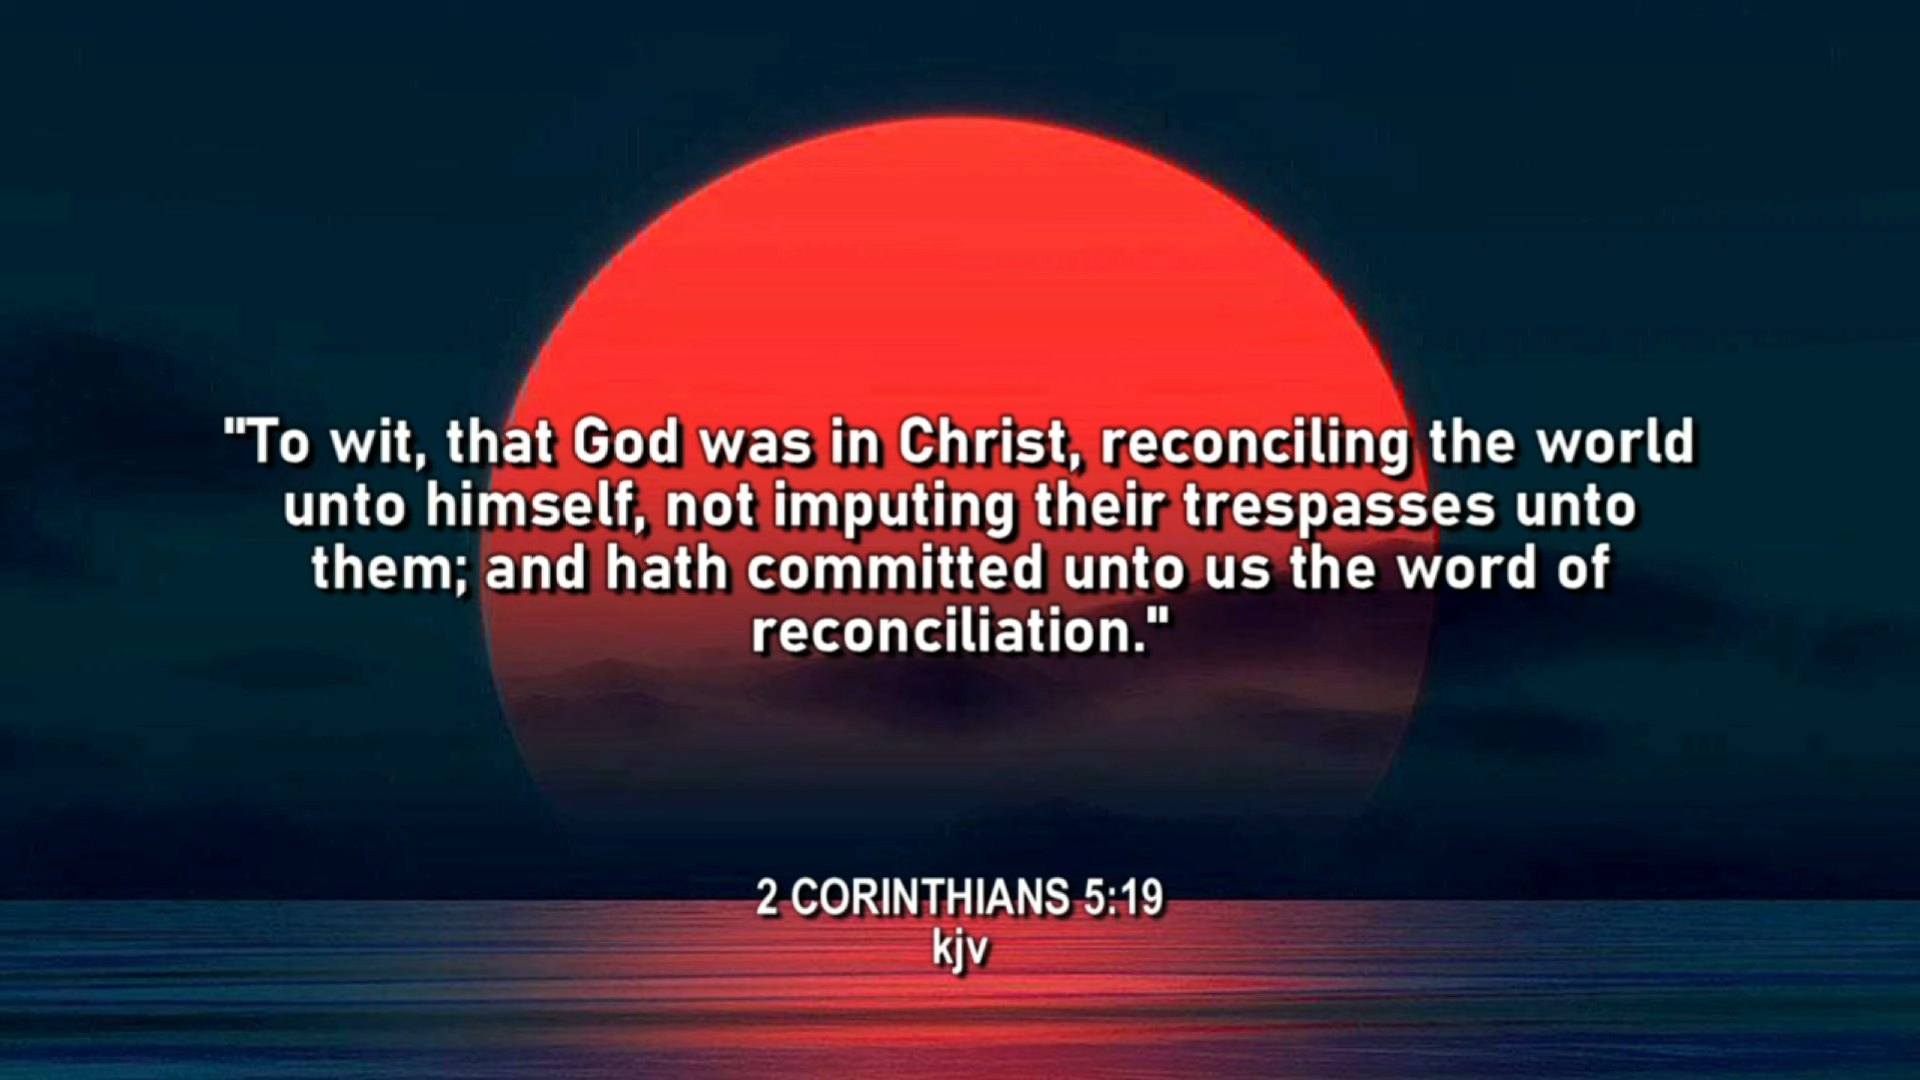 "To wit, that God was in Christ, reconciling the world
unto himself, not imputing their trespasses unto
them; and hath committed unto us the word of
reconciliation."
2 CORINTHIANS 5:19
kjv